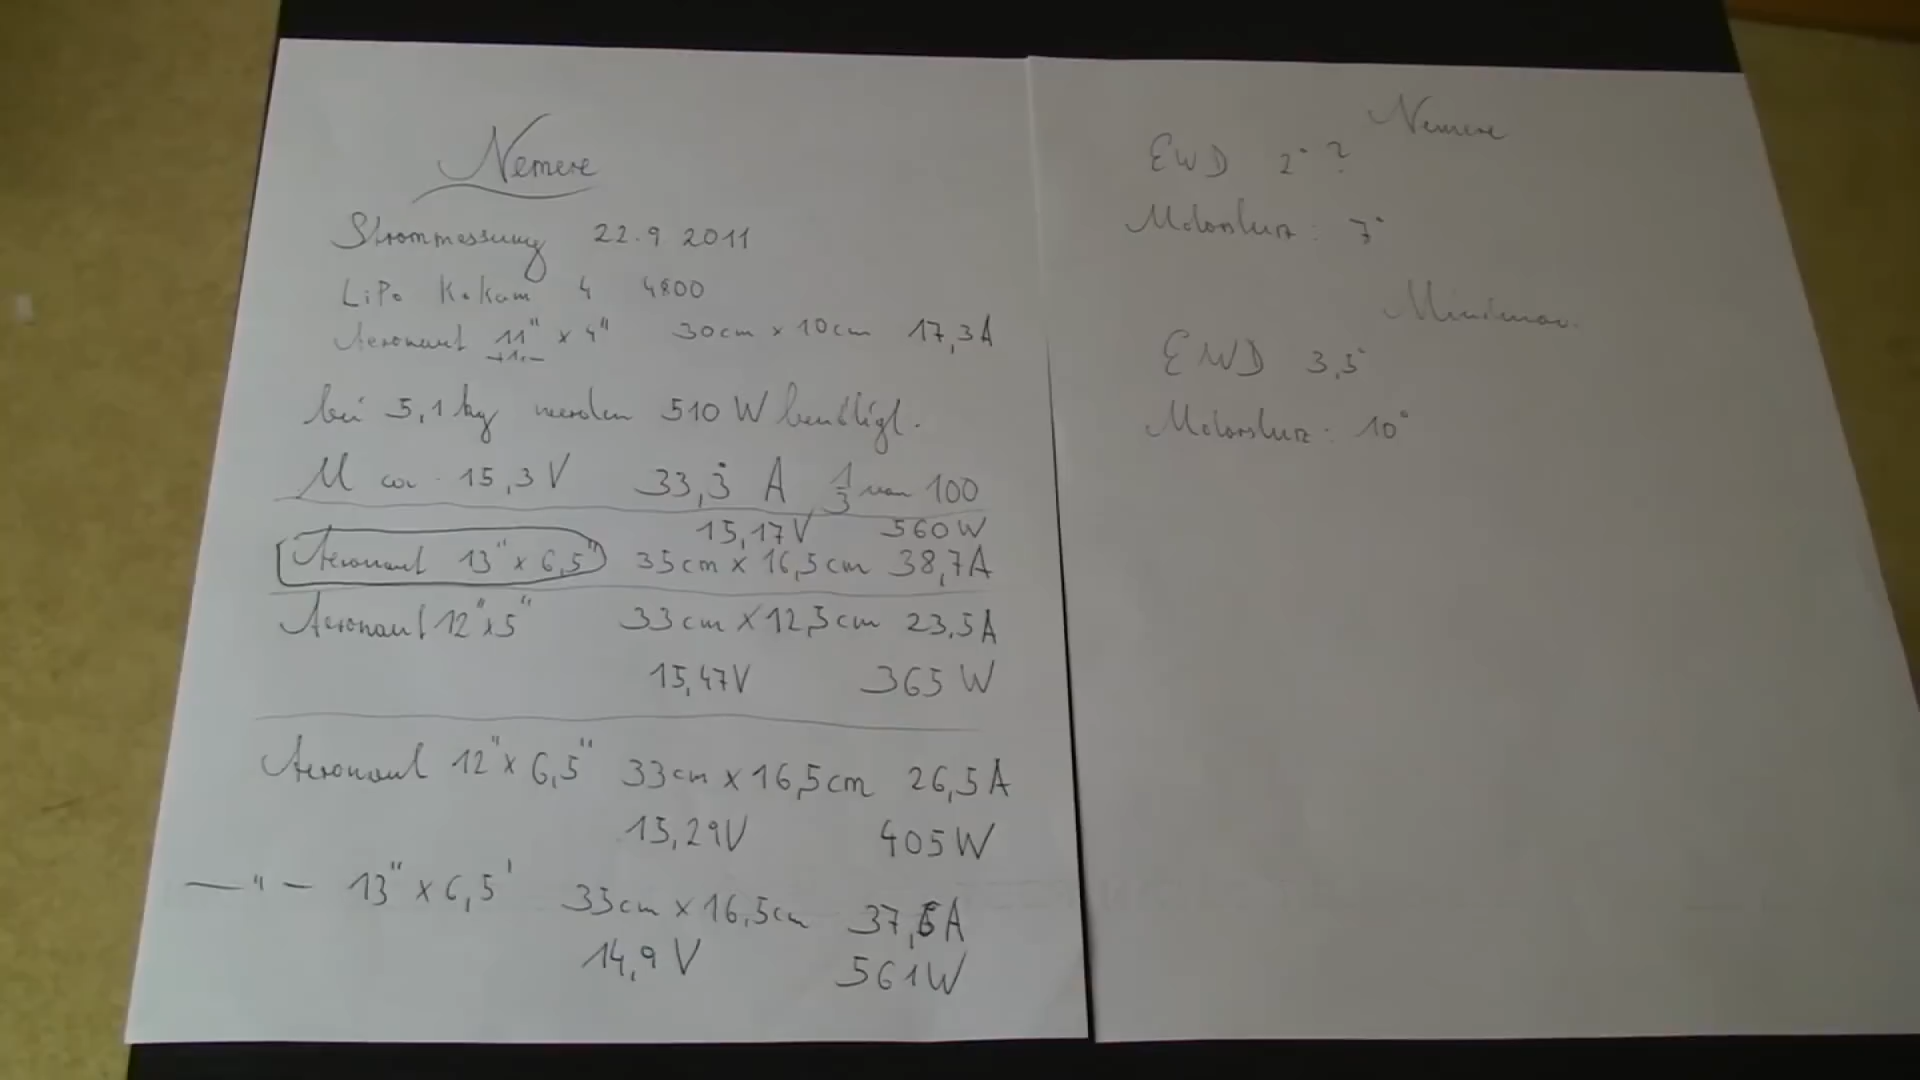 Nemere
Strommessung 22.9 2011
LiPo Kokam 4 4800
Aeronaut 11" x 4" 30cm x 10cm 17,3A
+1cm
bei 5,1 kg werden 510 W benötigt.
U ca. 15,3 V 33,3 A 1/3 von 100
15,17V 560W
Aeronaut 13" x 6,5" 35cm x 16,5cm 38,7A
Aeronaut 12" x 5" 33cm x 12,5cm 23,5A
15,47V 365 W
Aeronaut 12" x 6,5" 33cm x 16,5cm 26,5A
15,29V 405W
—"— 13" x 6,5' 35cm x 16,5cm 37,6A
14,9 V 561W
Nemere
EWD 2° ?
Motorsturz : 7°
Minimoa.
EWD 3,5°
Motorsturz : 10°